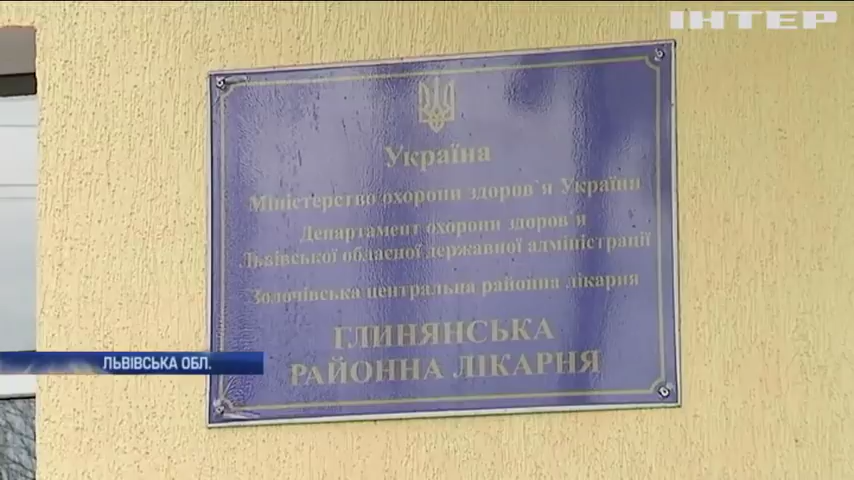 ІНТЕР
Україна
Міністерство охорони здоров`я України
Департамент охорони здоров`я
Львівської обласної державної адміністрації
Золочівська центральна районна лікарня
ГЛИНЯНСЬКА
РАЙОННА ЛІКАРНЯ
ЛЬВІВСЬКА ОБЛ.